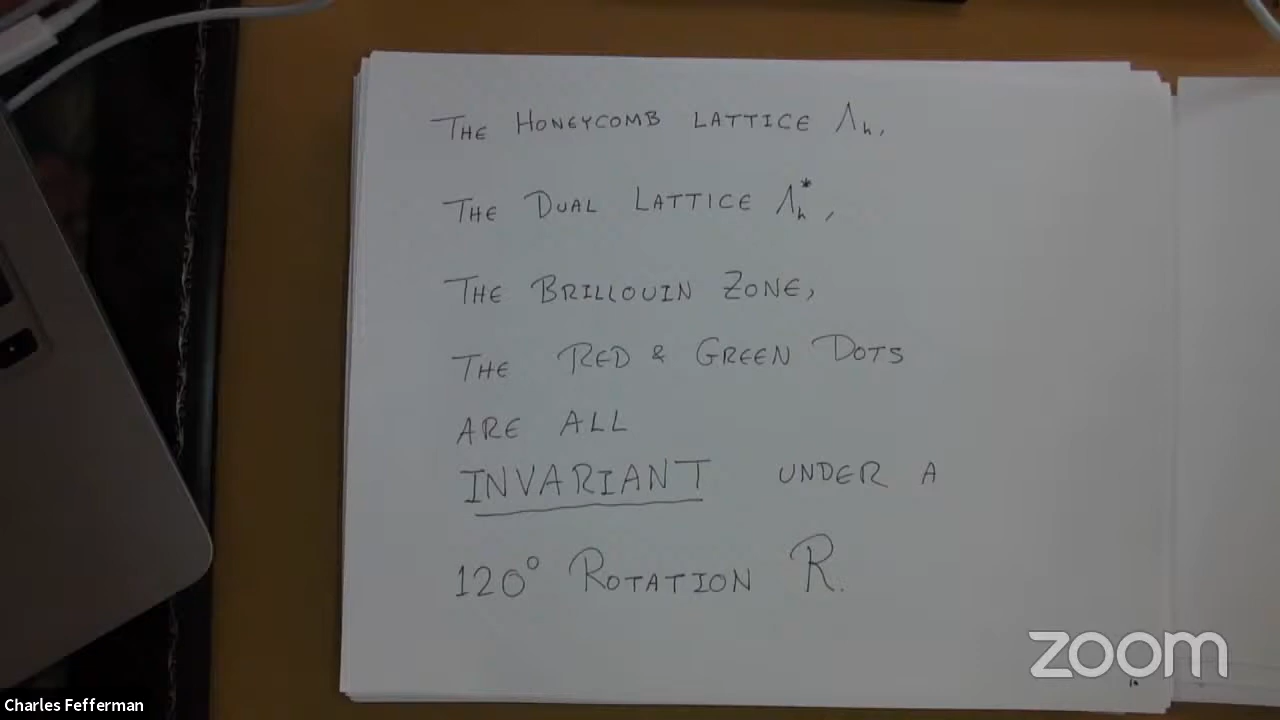 THE HONEYCOMB LATTICE Λₕ,
THE DUAL LATTICE Λₕ*,
THE BRILLOUIN ZONE,
THE RED & GREEN DOTS
ARE ALL
INVARIANT UNDER A
120° ROTATION R.
zoom
Charles Fefferman